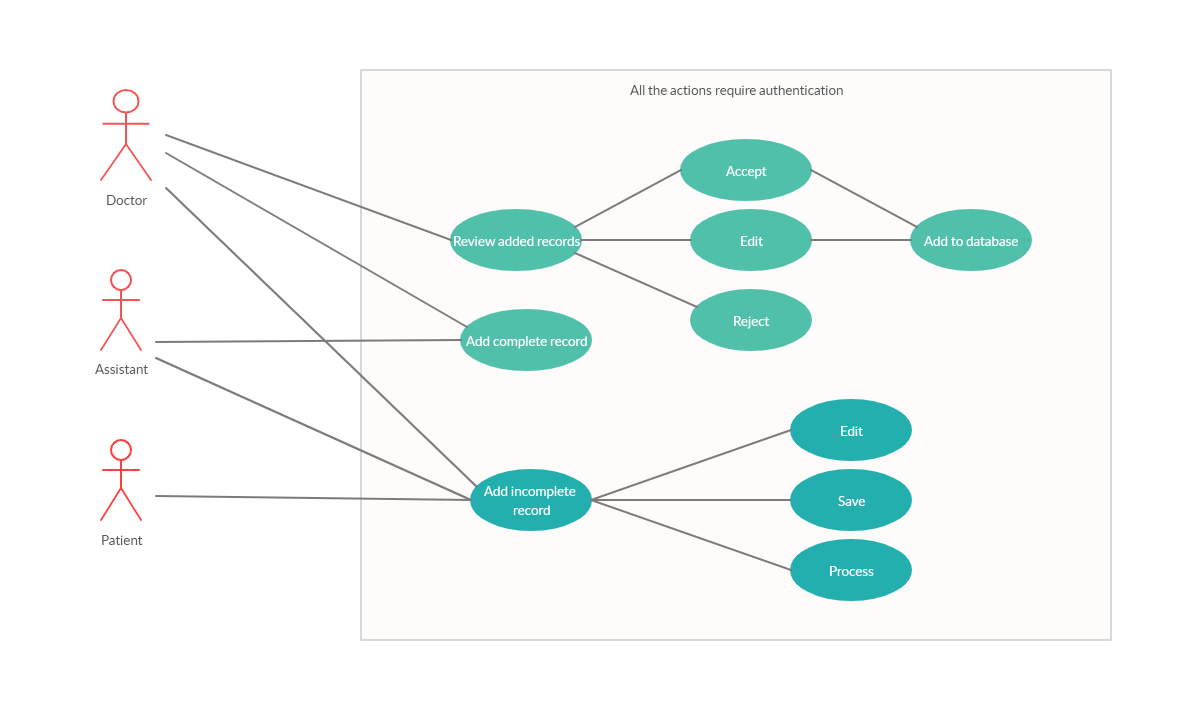 All the actions require authentication
Doctor
Accept
Review added records
Edit
Add to database
Reject
Assistant
Add complete record
Edit
Patient
Add incomplete
record
Save
Process